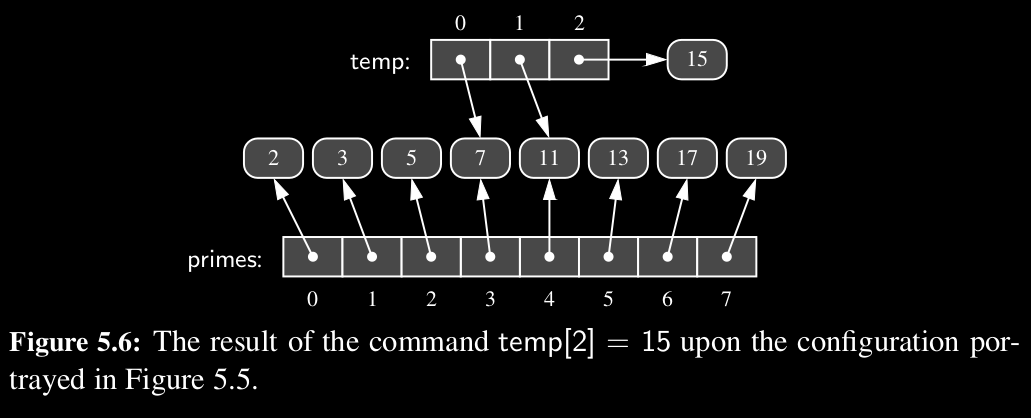 0 1 2
temp: 15
2 3 5 7 11 13 17 19
primes:
0 1 2 3 4 5 6 7
Figure 5.6: The result of the command temp[2] = 15 upon the configuration por-
trayed in Figure 5.5.